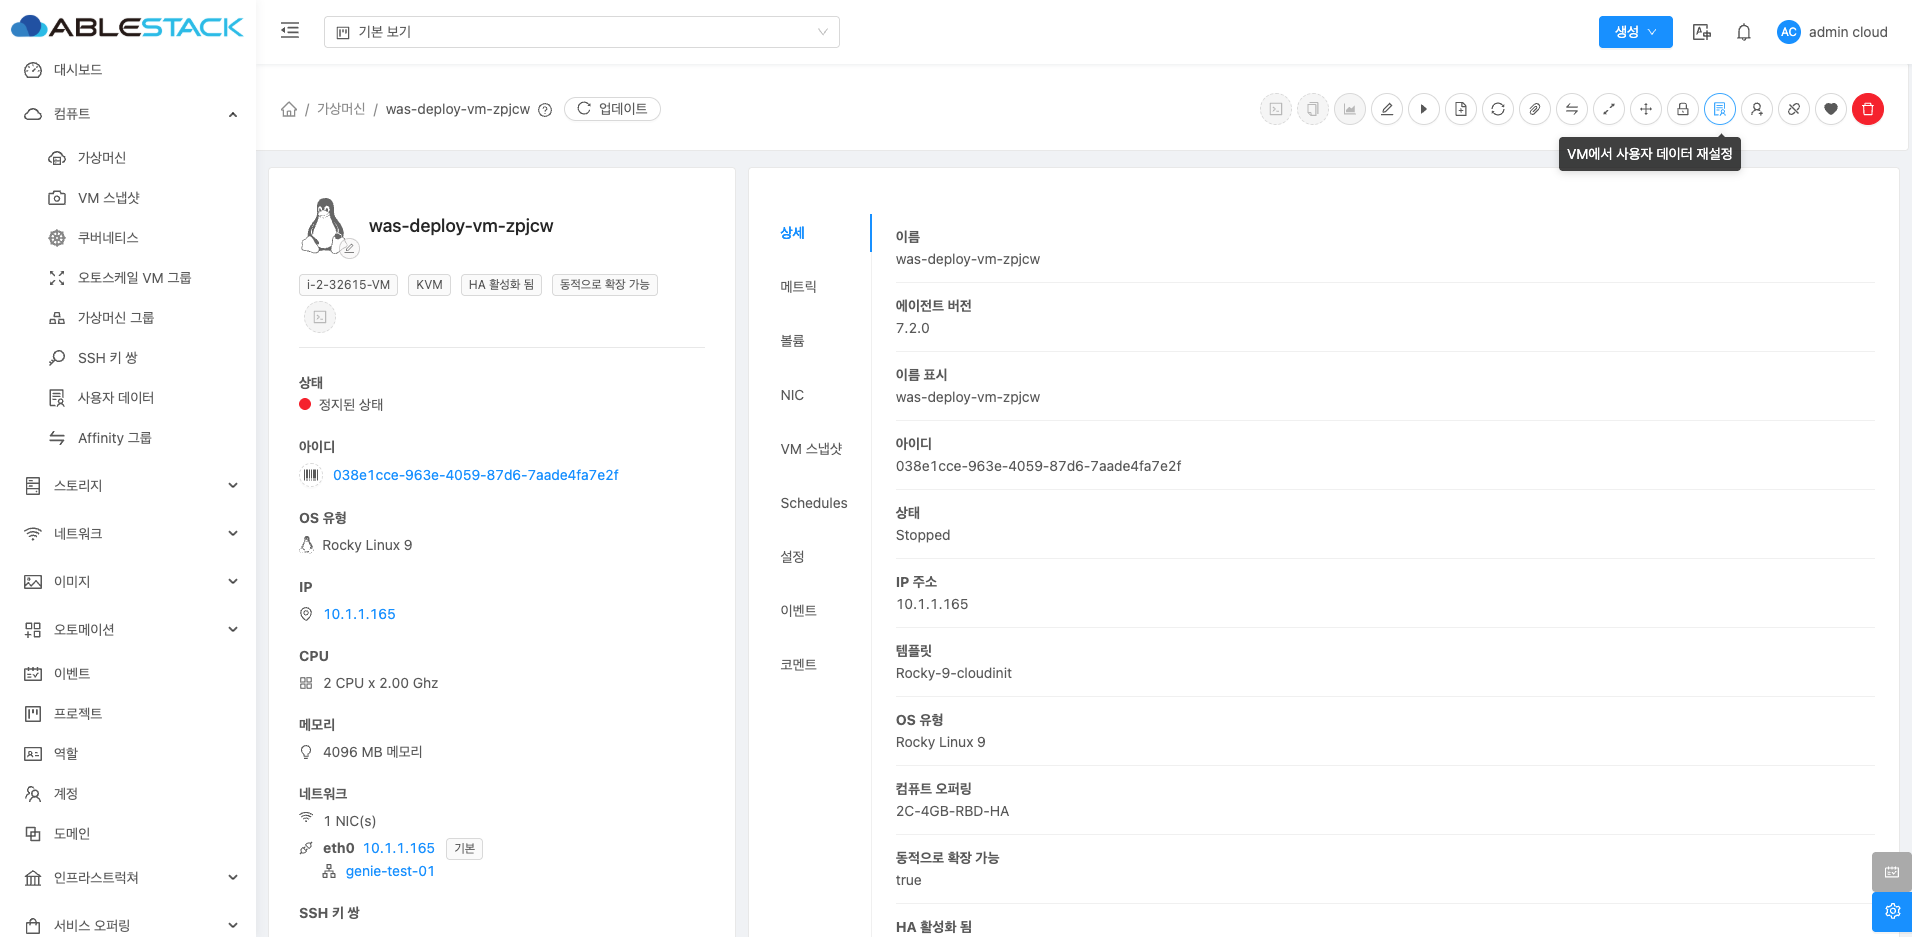 ABLESTACK
기본 보기
생성
admin cloud
AC
대시보드
컴퓨트
가상머신
VM 스냅샷
쿠버네티스
오토스케일 VM 그룹
가상머신 그룹
SSH 키 쌍
사용자 데이터
Affinity 그룹
스토리지
네트워크
이미지
오토메이션
이벤트
프로젝트
역할
계정
도메인
인프라스트럭쳐
서비스 오퍼링
/ 가상머신 / was-deploy-vm-zpjcw
업데이트
VM에서 사용자 데이터 재설정
was-deploy-vm-zpjcw
i-2-32615-VM
KVM
HA 활성화 됨
동적으로 확장 가능
상태
정지된 상태
아이디
038e1cce-963e-4059-87d6-7aade4fa7e2f
OS 유형
Rocky Linux 9
IP
10.1.1.165
CPU
2 CPU x 2.00 Ghz
메모리
4096 MB 메모리
네트워크
1 NIC(s)
eth0 10.1.1.165 기본
genie-test-01
SSH 키 쌍
상세
메트릭
볼륨
NIC
VM 스냅샷
Schedules
설정
이벤트
코멘트
이름
was-deploy-vm-zpjcw
에이전트 버전
7.2.0
이름 표시
was-deploy-vm-zpjcw
아이디
038e1cce-963e-4059-87d6-7aade4fa7e2f
상태
Stopped
IP 주소
10.1.1.165
템플릿
Rocky-9-cloudinit
OS 유형
Rocky Linux 9
컴퓨트 오퍼링
2C-4GB-RBD-HA
동적으로 확장 가능
true
HA 활성화 됨